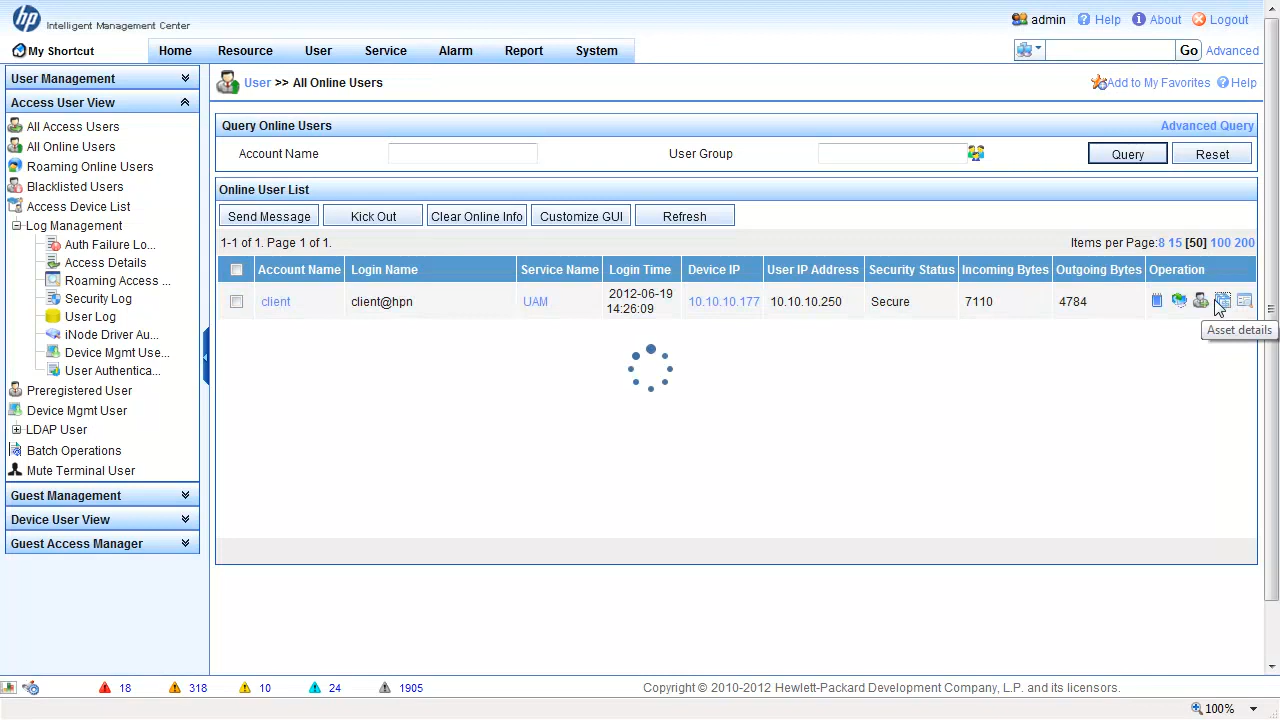 hp Intelligent Management Center
admin Help About Logout
My Shortcut Home Resource User Service Alarm Report System Go Advanced
User Management
Access User View
All Access Users
All Online Users
Roaming Online Users
Blacklisted Users
Access Device List
Log Management
Auth Failure Lo...
Access Details
Roaming Access ...
Security Log
User Log
iNode Driver Au...
Device Mgmt Use...
User Authentica...
Preregistered User
Device Mgmt User
LDAP User
Batch Operations
Mute Terminal User
Guest Management
Device User View
Guest Access Manager
User >> All Online Users Add to My Favorites Help
Query Online Users Advanced Query
Account Name User Group Query Reset
Online User List
Send Message Kick Out Clear Online Info Customize GUI Refresh
1-1 of 1. Page 1 of 1. Items per Page:8 15 [50] 100 200
Account Name Login Name Service Name Login Time Device IP User IP Address Security Status Incoming Bytes Outgoing Bytes Operation
client client@hpn UAM 2012-06-19 14:26:09 10.10.10.177 10.10.10.250 Secure 7110 4784
Asset details
18 318 10 24 1905 Copyright © 2010-2012 Hewlett-Packard Development Company, L.P. and its licensors.
100%